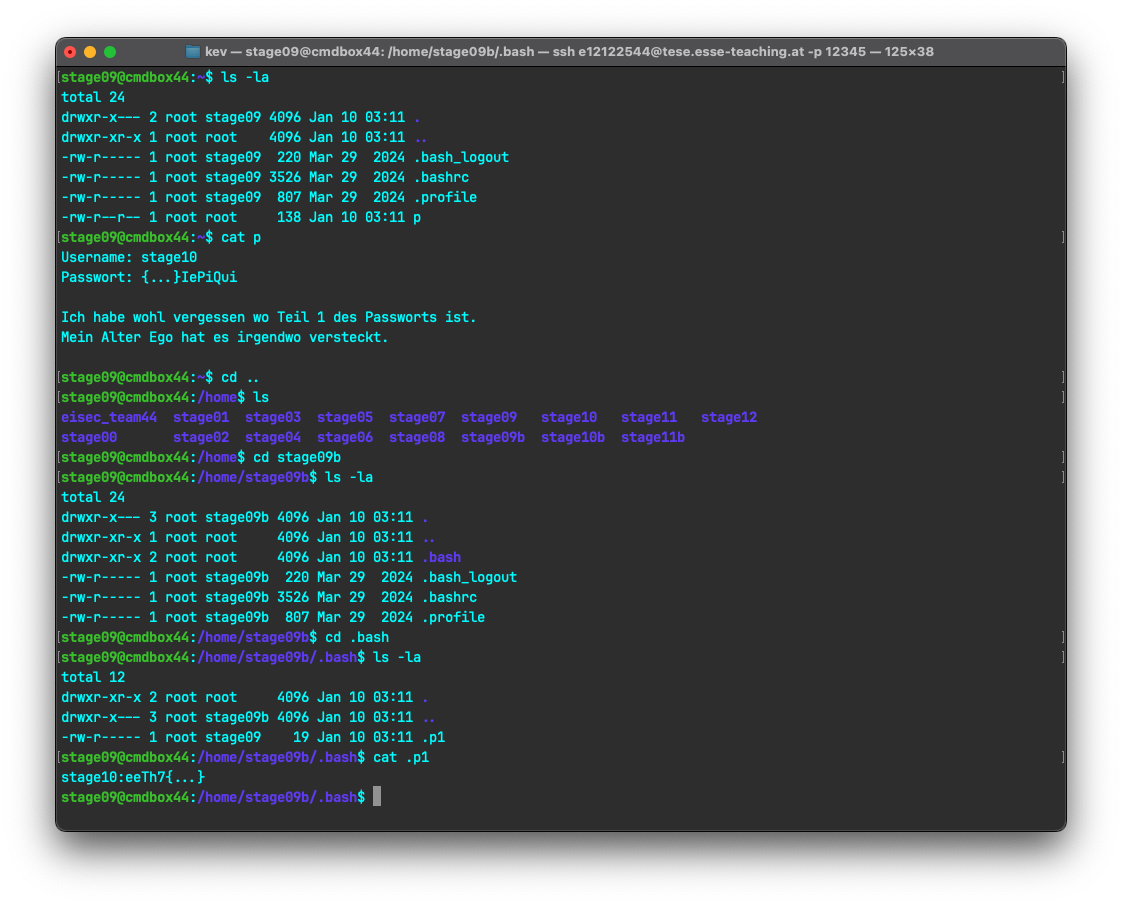 kev — stage09@cmdbox44: /home/stage09b/.bash — ssh e12122544@tese.esse-teaching.at -p 12345 — 125×38
[stage09@cmdbox44:~$ ls -la ]
total 24
drwxr-x--- 2 root stage09 4096 Jan 10 03:11 .
drwxr-xr-x 1 root root    4096 Jan 10 03:11 ..
-rw-r----- 1 root stage09  220 Mar 29  2024 .bash_logout
-rw-r----- 1 root stage09 3526 Mar 29  2024 .bashrc
-rw-r----- 1 root stage09  807 Mar 29  2024 .profile
-rw-r--r-- 1 root root     138 Jan 10 03:11 p
[stage09@cmdbox44:~$ cat p ]
Username: stage10
Passwort: {...}IePiQui
Ich habe wohl vergessen wo Teil 1 des Passworts ist.
Mein Alter Ego hat es irgendwo versteckt.
[stage09@cmdbox44:~$ cd .. ]
[stage09@cmdbox44:/home$ ls ]
eisec_team44  stage01  stage03  stage05  stage07  stage09   stage10   stage11   stage12
stage00       stage02  stage04  stage06  stage08  stage09b  stage10b  stage11b
[stage09@cmdbox44:/home$ cd stage09b ]
[stage09@cmdbox44:/home/stage09b$ ls -la ]
total 24
drwxr-x--- 3 root stage09b 4096 Jan 10 03:11 .
drwxr-xr-x 1 root root     4096 Jan 10 03:11 ..
drwxr-xr-x 2 root root     4096 Jan 10 03:11 .bash
-rw-r----- 1 root stage09b  220 Mar 29  2024 .bash_logout
-rw-r----- 1 root stage09b 3526 Mar 29  2024 .bashrc
-rw-r----- 1 root stage09b  807 Mar 29  2024 .profile
[stage09@cmdbox44:/home/stage09b$ cd .bash ]
[stage09@cmdbox44:/home/stage09b/.bash$ ls -la ]
total 12
drwxr-xr-x 2 root root     4096 Jan 10 03:11 .
drwxr-x--- 3 root stage09b 4096 Jan 10 03:11 ..
-rw-r----- 1 root stage09    19 Jan 10 03:11 .p1
[stage09@cmdbox44:/home/stage09b/.bash$ cat .p1 ]
stage10:eeTh7{...}
stage09@cmdbox44:/home/stage09b/.bash$